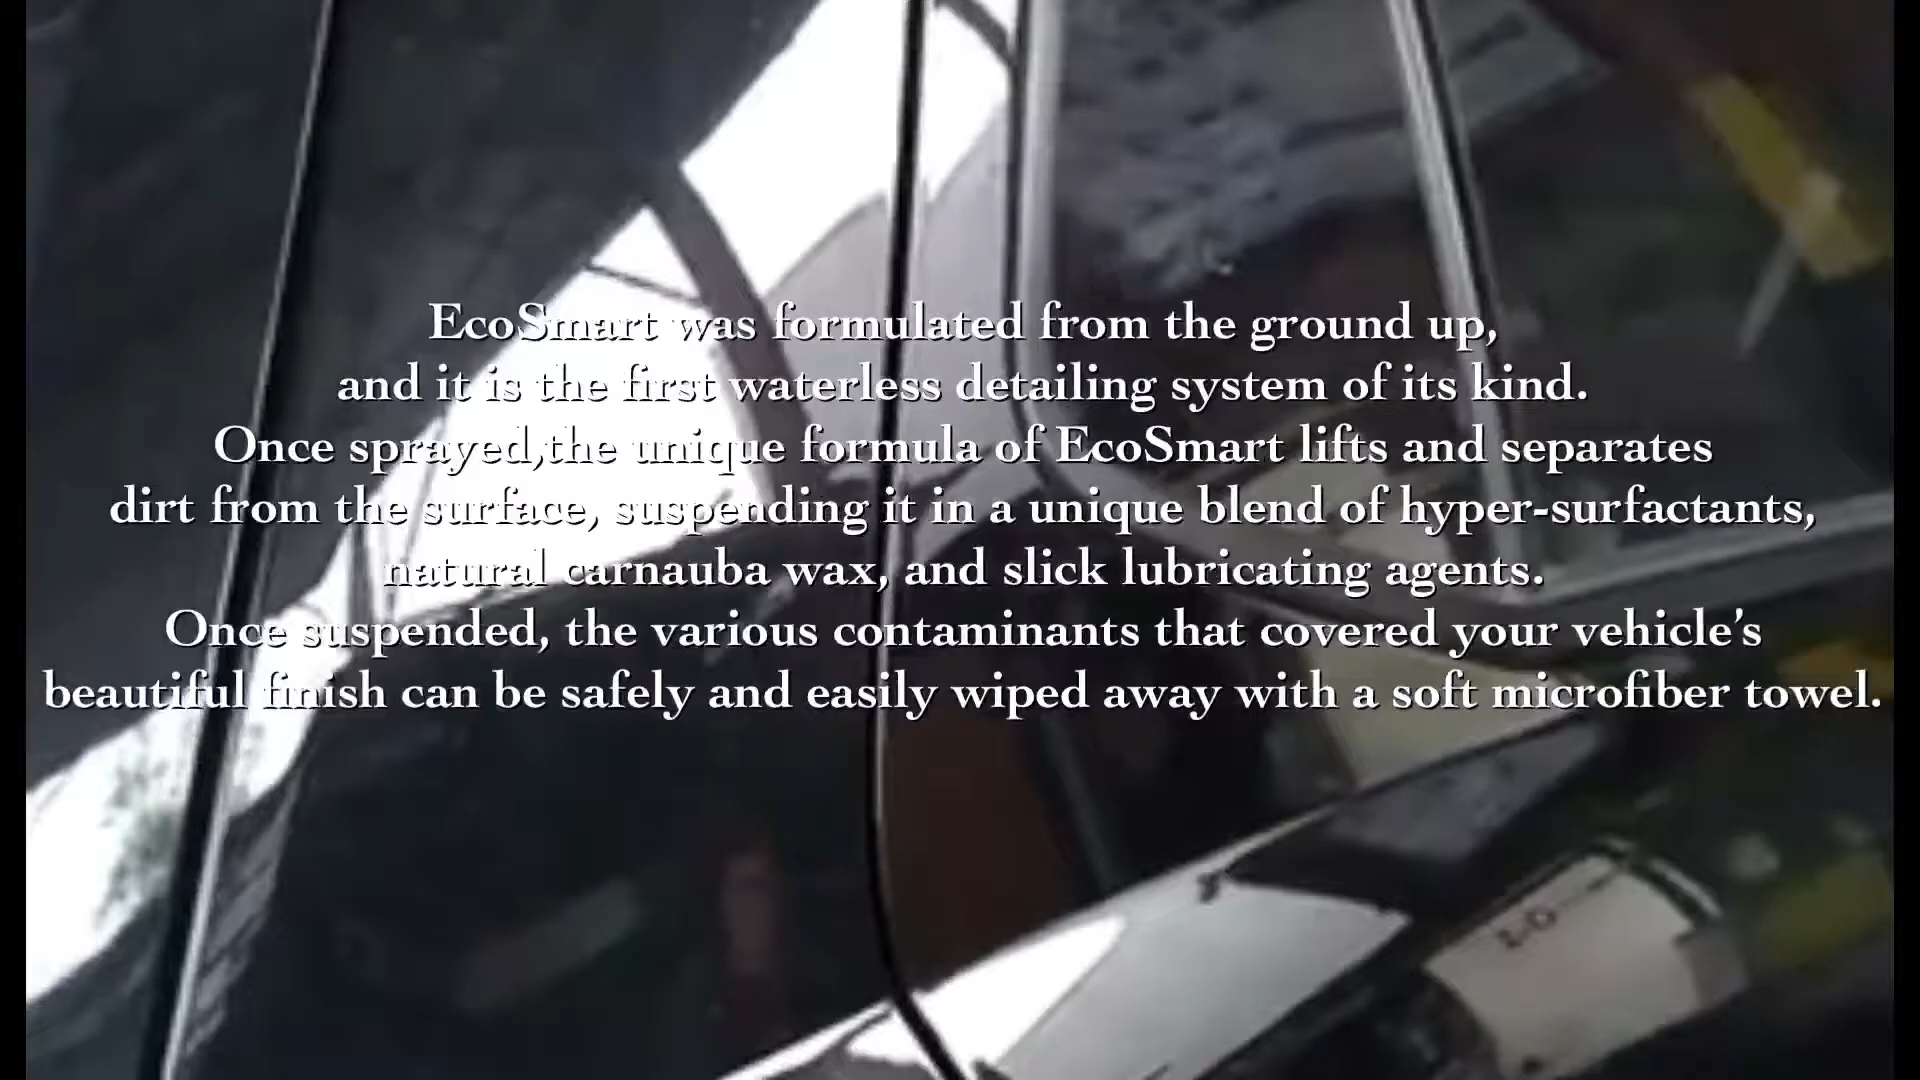 EcoSmart was formulated from the ground up,
and it is the first waterless detailing system of its kind.
Once sprayed,the unique formula of EcoSmart lifts and separates
dirt from the surface, suspending it in a unique blend of hyper-surfactants,
natural carnauba wax, and slick lubricating agents.
Once suspended, the various contaminants that covered your vehicle's
beautiful finish can be safely and easily wiped away with a soft microfiber towel.